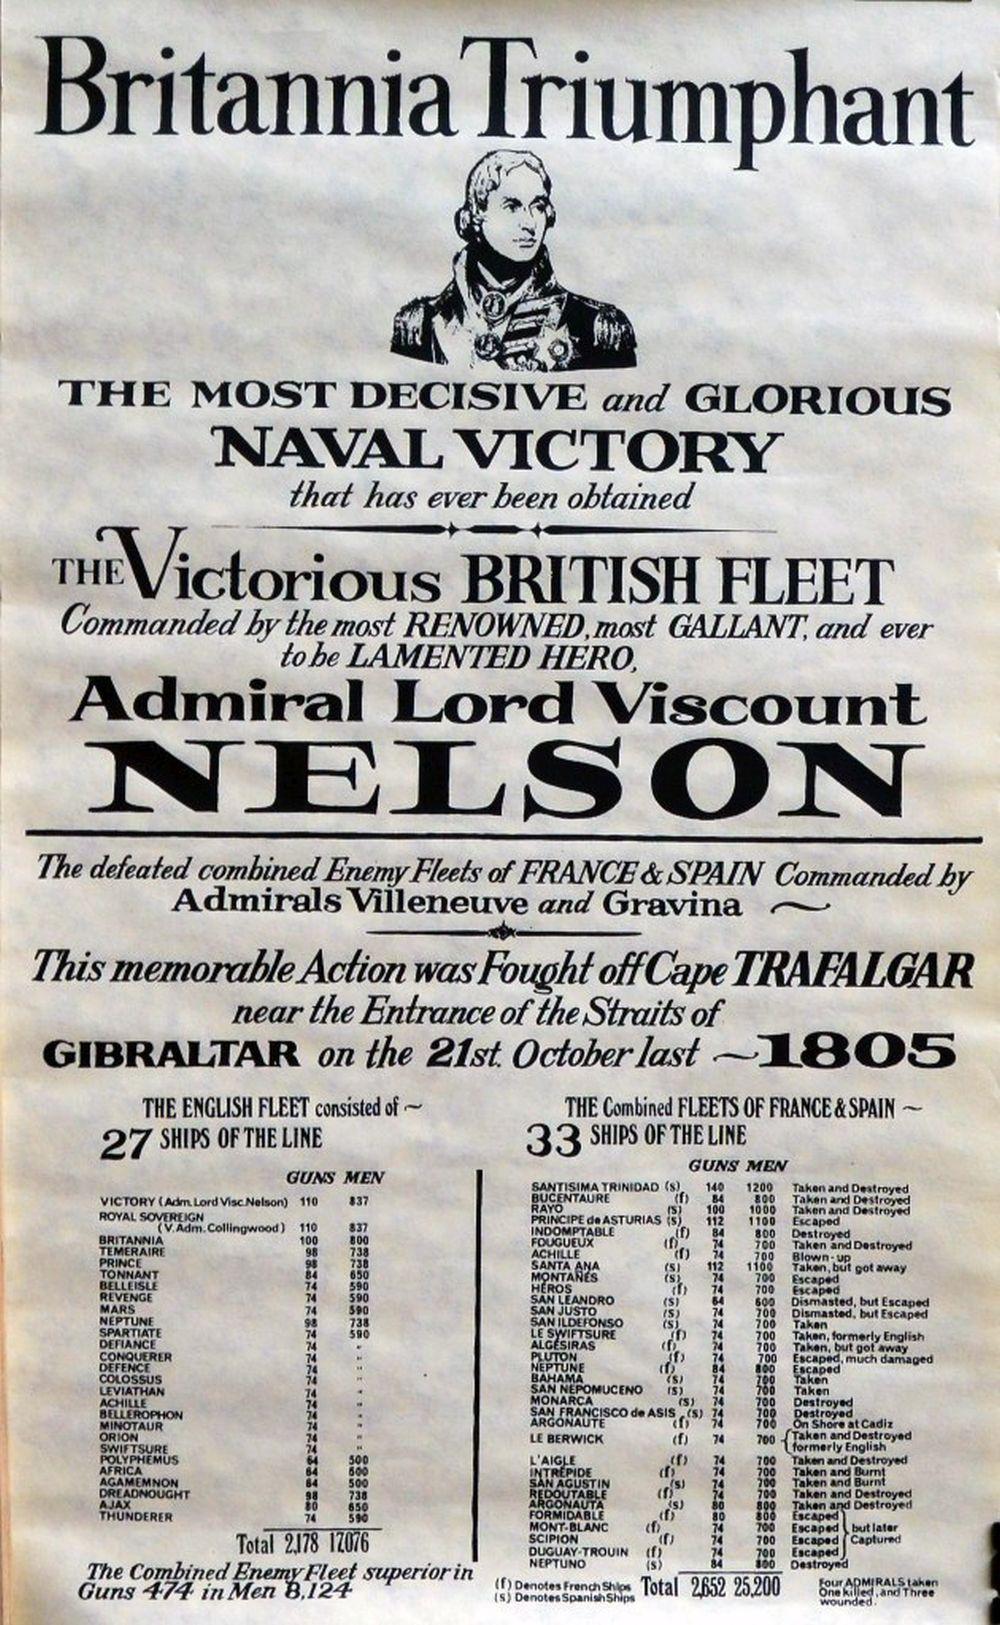 Britannia Triumphant
THE MOST DECISIVE and GLORIOUS
NAVAL VICTORY
that has ever been obtained
THE Victorious BRITISH FLEET
Commanded by the most RENOWNED, most GALLANT, and ever
to be LAMENTED HERO,
Admiral Lord Viscount
NELSON
The defeated combined Enemy Fleets of FRANCE & SPAIN Commanded by
Admirals Villeneuve and Gravina ~
This memorable Action was Fought off Cape TRAFALGAR
near the Entrance of the Straits of
GIBRALTAR on the 21st. October last ~1805
THE ENGLISH FLEET consisted of ~
27 SHIPS OF THE LINE
GUNS MEN
VICTORY (Adm. Lord Visc. Nelson) 110 837
ROYAL SOVEREIGN
(V. Adm. Collingwood) 110 837
BRITANNIA 100 800
TEMERAIRE 98 738
PRINCE 98 738
TONNANT 84 650
BELLEISLE 74 590
REVENGE 74 590
MARS 74 590
NEPTUNE 98 738
SPARTIATE 74 590
DEFIANCE 74 "
CONQUERER 74 "
DEFENCE 74 "
COLOSSUS 74 "
LEVIATHAN 74 "
ACHILLE 74 "
BELLEROPHON 74 "
MINOTAUR 74 "
ORION 74 "
SWIFTSURE 74 "
POLYPHEMUS 64 500
AFRICA 64 500
AGAMEMNON 64 500
DREADNOUGHT 98 738
AJAX 80 650
THUNDERER 74 590
Total 2,178 17,076
The Combined Enemy Fleet superior in
Guns 474 in Men 8,124
THE Combined FLEETS OF FRANCE & SPAIN ~
33 SHIPS OF THE LINE
GUNS MEN
SANTISIMA TRINIDAD (s) 140 1200 Taken and Destroyed
BUCENTAURE (f) 84 800 Taken and Destroyed
RAYO (s) 100 1000 Taken and Destroyed
PRINCIPE de ASTURIAS (s) 112 1100 Escaped
INDOMPTABLE (f) 84 800 Destroyed
FOUGUEUX (f) 74 700 Taken and Destroyed
ACHILLE (f) 74 700 Blown-up
SANTA ANA (s) 112 1100 Taken, but got away
MONTAÑES (s) 74 700 Escaped
HÉROS (f) 74 700 Escaped
SAN LEANDRO (s) 64 600 Dismasted, but Escaped
SAN JUSTO (s) 74 700 Dismasted, but Escaped
SAN ILDEFONSO (s) 74 700 Taken
LE SWIFTSURE (f) 74 700 Taken, formerly English
ALGÉSIRAS (f) 74 700 Taken, but got away
PLUTON (f) 74 700 Escaped, much damaged
NEPTUNE (f) 84 800 Escaped
BAHAMA (s) 74 700 Taken
SAN NEPOMUCENO (s) 74 700 Taken
MONARCA (s) 74 700 Destroyed
SAN FRANCISCO de ASIS (s) 74 700 Destroyed
ARGONAUTE (f) 74 700 On Shore at Cadiz
LE BERWICK (f) 74 700 { Taken and Destroyed
formerly English
L'AIGLE (f) 74 700 Taken and Destroyed
INTRÉPIDE (f) 74 700 Taken and Burnt
SAN AGUSTIN (s) 74 700 Taken and Burnt
REDOUTABLE (f) 74 700 Taken and Destroyed
ARGONAUTA (s) 80 800 Taken and Destroyed
FORMIDABLE (f) 80 800 Escaped
MONT-BLANC (f) 74 700 Escaped } but later
SCIPION (f) 74 700 Escaped } Captured
DUGUAY-TROUIN (f) 74 700 Escaped
NEPTUNO (s) 84 800 Destroyed
(f) Denotes French Ships Total 2,652 25,200
(s) Denotes Spanish Ships
Four ADMIRALS taken
One killed, and Three
wounded.